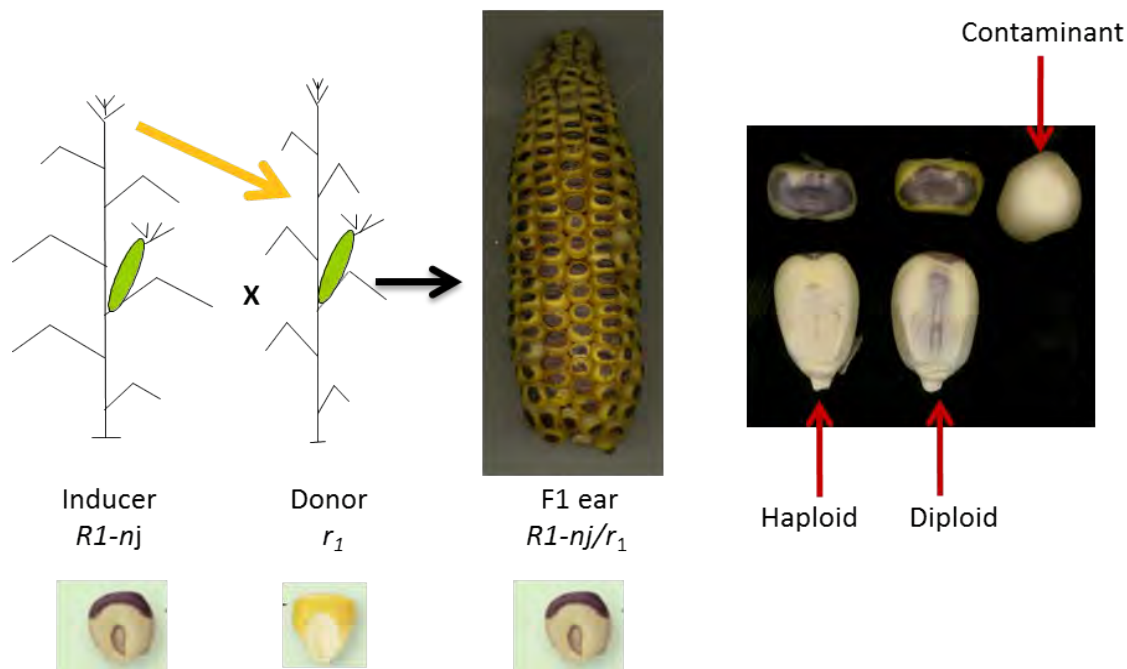 Contaminant
X
Inducer
R1-nj
Donor
r1
F1 ear
R1-nj/r1
Haploid
Diploid